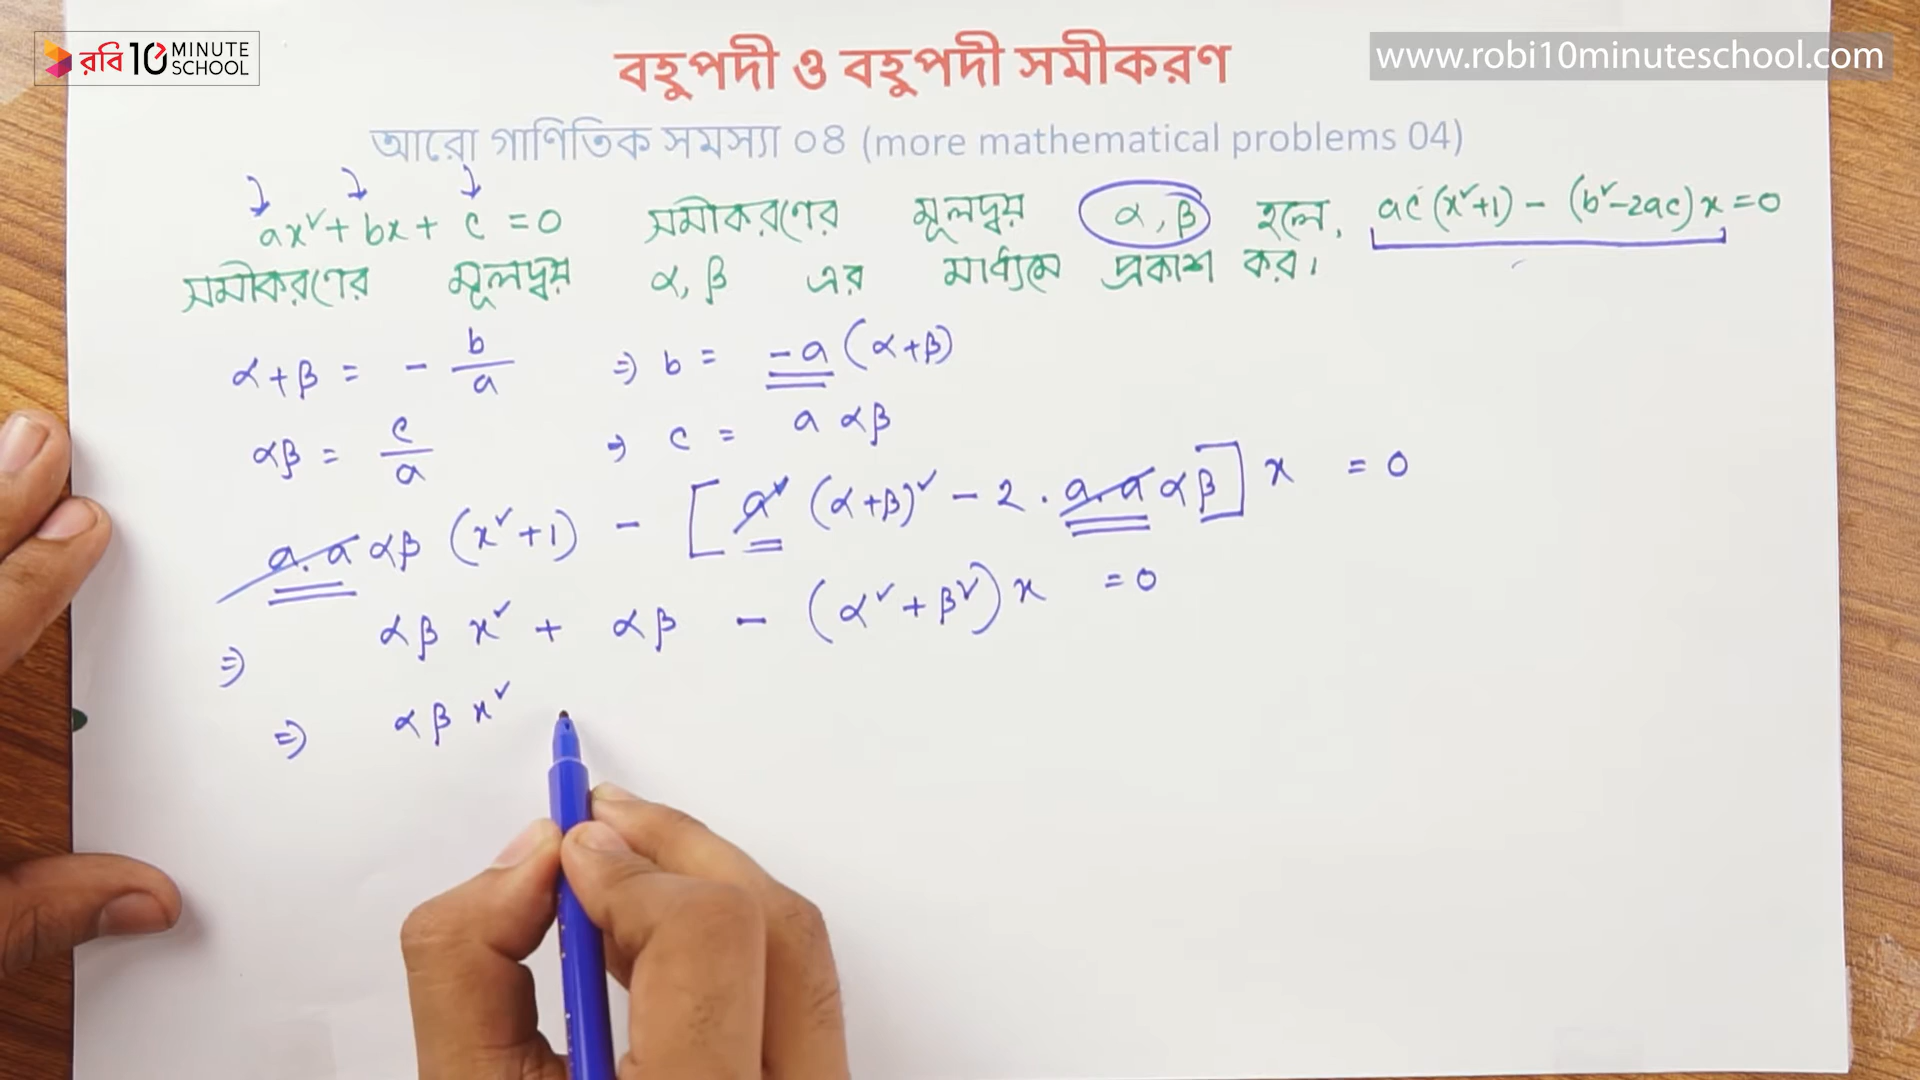 রবি 10 MINUTE SCHOOL
www.robi10minuteschool.com
বহুপদী ও বহুপদী সমীকরণ
আরো গাণিতিক সমস্যা ০৪ (more mathematical problems 04)
ax² + bx + c = 0 সমীকরণের মূলদ্বয় α, β হলে, ac(x²+1) - (b²-2ac)x = 0
সমীকরণের মূলদ্বয় α, β এর মাধ্যমে প্রকাশ কর।
α + β = - b/a ⇒ b = -a (α+β)
αβ = c/a ⇒ c = a αβ
a.a αβ (x²+1) - [a² (α+β)² - 2 . a.a αβ] x = 0
⇒ αβ x² + αβ - (α² + β²) x = 0
⇒ αβ x²